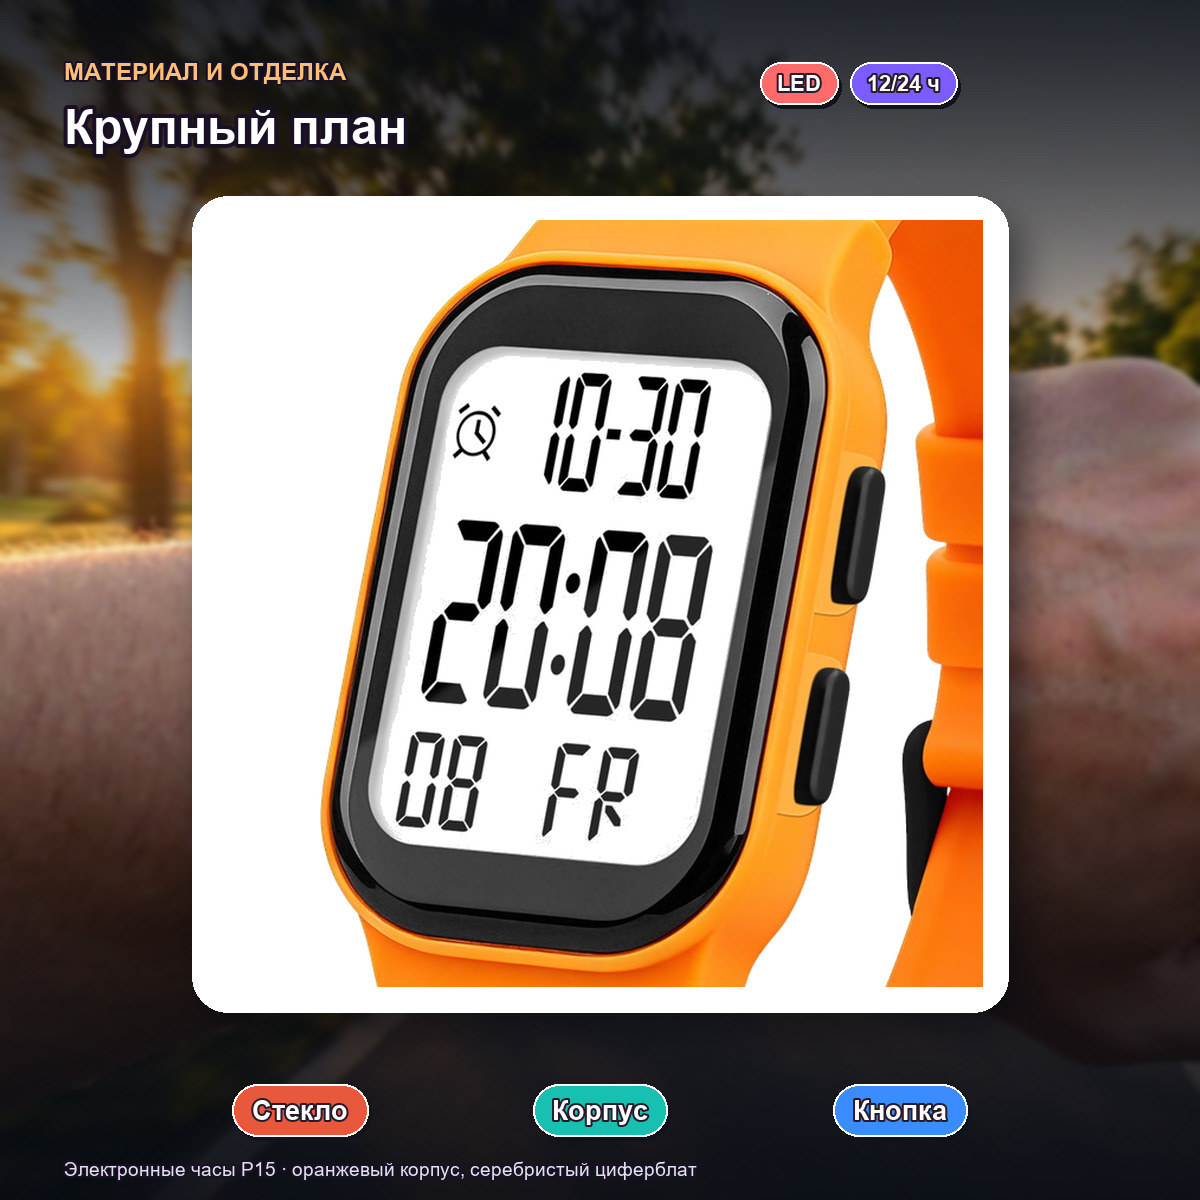 МАТЕРИАЛ И ОТДЕЛКА
Крупный план
LED
12/24 ч
10-30
20:08
08 FR
Стекло
Корпус
Кнопка
Электронные часы P15 · оранжевый корпус, серебристый циферблат